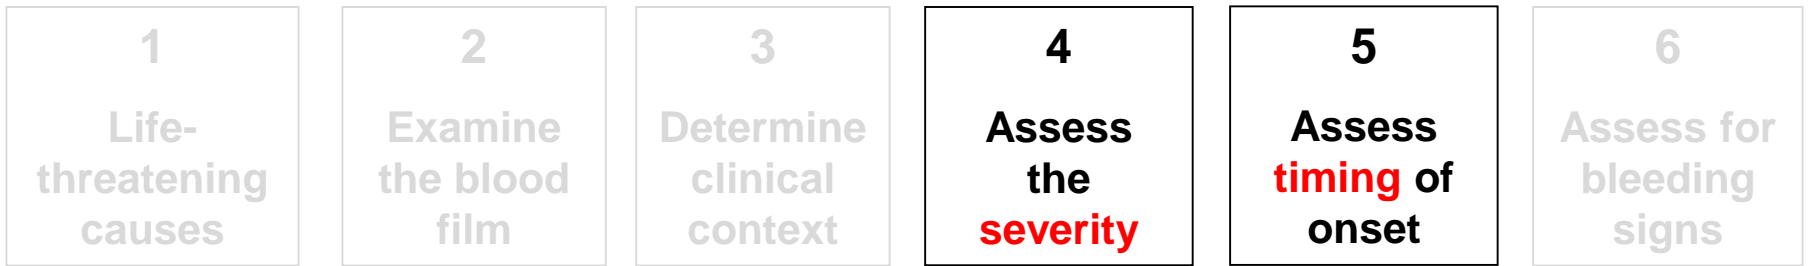 1
Life-
threatening
causes
2
Examine
the blood
film
3
Determine
clinical
context
4
Assess
the
severity
5
Assess
timing of
onset
6
Assess for
bleeding
signs